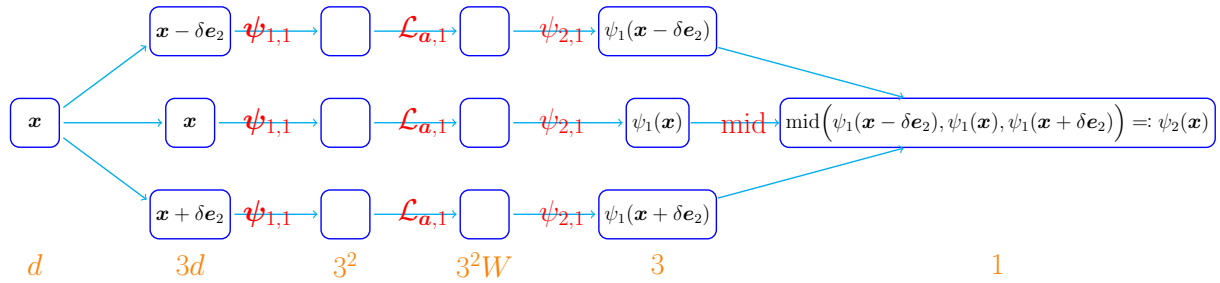 𝒙 − δ𝒆₂ 𝝍₁,₁ 𝓛𝒂,₁ ψ₂,₁ ψ₁(𝒙 − δ𝒆₂)
𝒙 𝒙 𝝍₁,₁ 𝓛𝒂,₁ ψ₂,₁ ψ₁(𝒙) mid mid(ψ₁(𝒙 − δ𝒆₂), ψ₁(𝒙), ψ₁(𝒙 + δ𝒆₂)) =: ψ₂(𝒙)
𝒙 + δ𝒆₂ 𝝍₁,₁ 𝓛𝒂,₁ ψ₂,₁ ψ₁(𝒙 + δ𝒆₂)
d 3d 3² 3²W 3 1